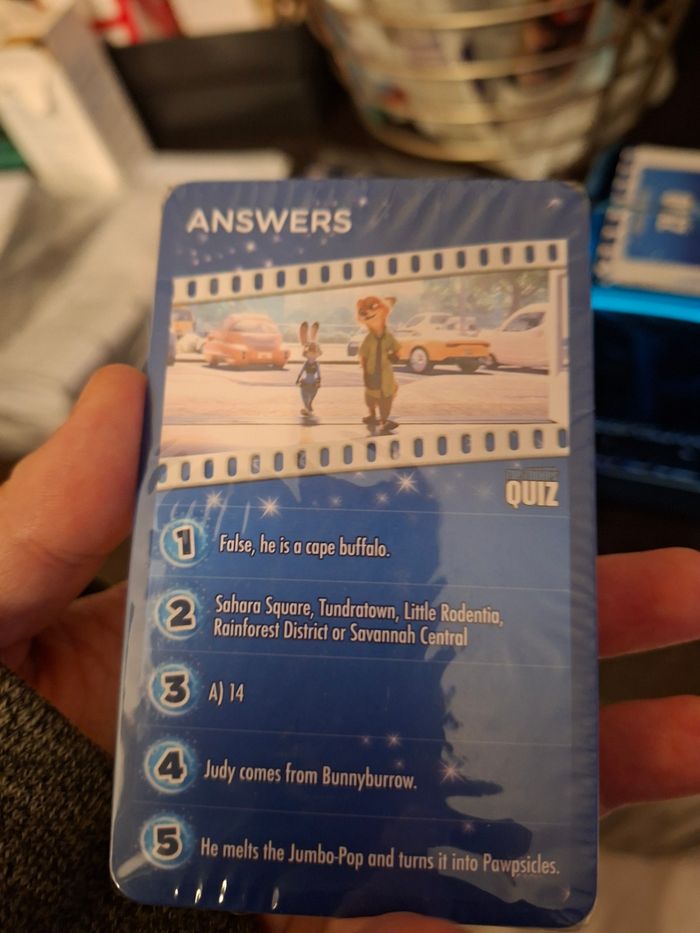 ANSWERS
QUIZ
1 False, he is a cape buffalo.
2 Sahara Square, Tundratown, Little Rodentia,
Rainforest District or Savannah Central
3 A) 14
4 Judy comes from Bunnyburrow.
5 He melts the Jumbo-Pop and turns it into Pawpsicles.